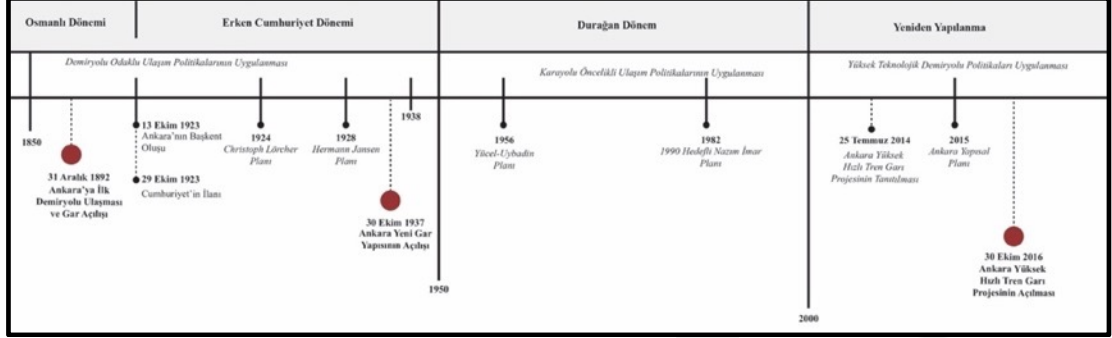 Osmanlı Dönemi
Erken Cumhuriyet Dönemi
Durağan Dönem
Yeniden Yapılanma
Demiryolu Odaklu Ulaşım Politikalarının Uygulanması
Karayolu Öncelikli Ulaşım Politikalarının Uygulanması
Yüksek Teknolojik Demiryolu Politikaları Uygulanması
1850
31 Aralık 1892
Ankara'ya İlk
Demiryolu Ulaşması
ve Gar Açılışı
13 Ekim 1923
Ankara'nın Başkent
Oluşu
29 Ekim 1923
Cumhuriyet'in İlanı
1924
Christoph Lörcher
Planı
1928
Hermann Jansen
Planı
1938
30 Ekim 1937
Ankara Yeni Gar
Yapısının Açılışı
1950
1956
Yücel-Uybadin
Planı
1982
1990 Hedefli Nazım İmar
Planı
2000
25 Temmuz 2014
Ankara Yüksek
Hızlı Tren Garı
Projesinin Tanıtılması
2015
Ankara Yapısal
Planı
30 Ekim 2016
Ankara Yüksek
Hızlı Tren Garı
Projesinin Açılması